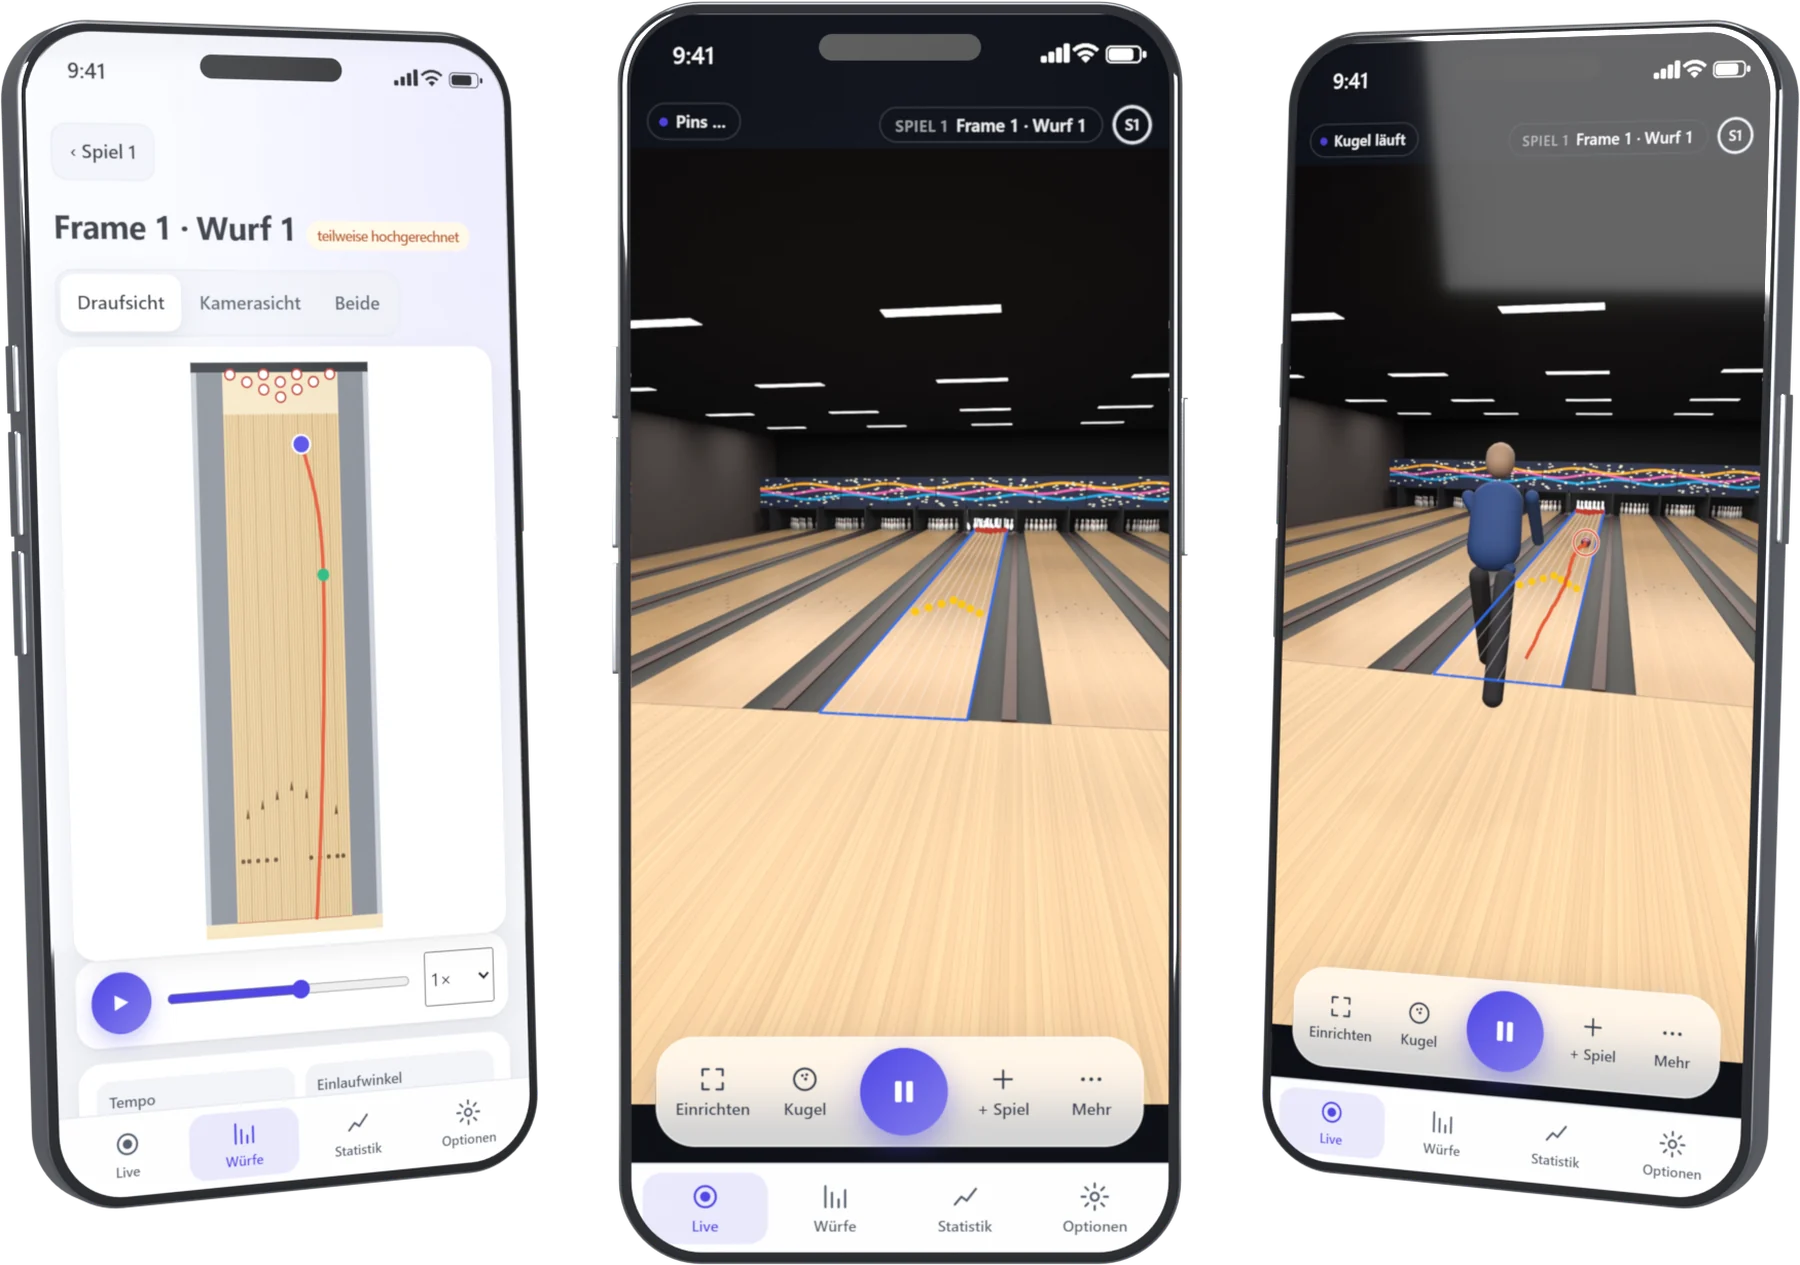 9:41
‹ Spiel 1
Frame 1 · Wurf 1
teilweise hochgerechnet
Draufsicht
Kamerasicht
Beide
1×
Tempo
Einlaufwinkel
Live
Würfe
Statistik
Optionen
9:41
Pins ...
SPIEL 1 Frame 1 · Wurf 1
S1
Einrichten
Kugel
+ Spiel
Mehr
Live
Würfe
Statistik
Optionen
9:41
Kugel läuft
SPIEL 1 Frame 1 · Wurf 1
S1
Einrichten
Kugel
+ Spiel
Mehr
Live
Würfe
Statistik
Optionen